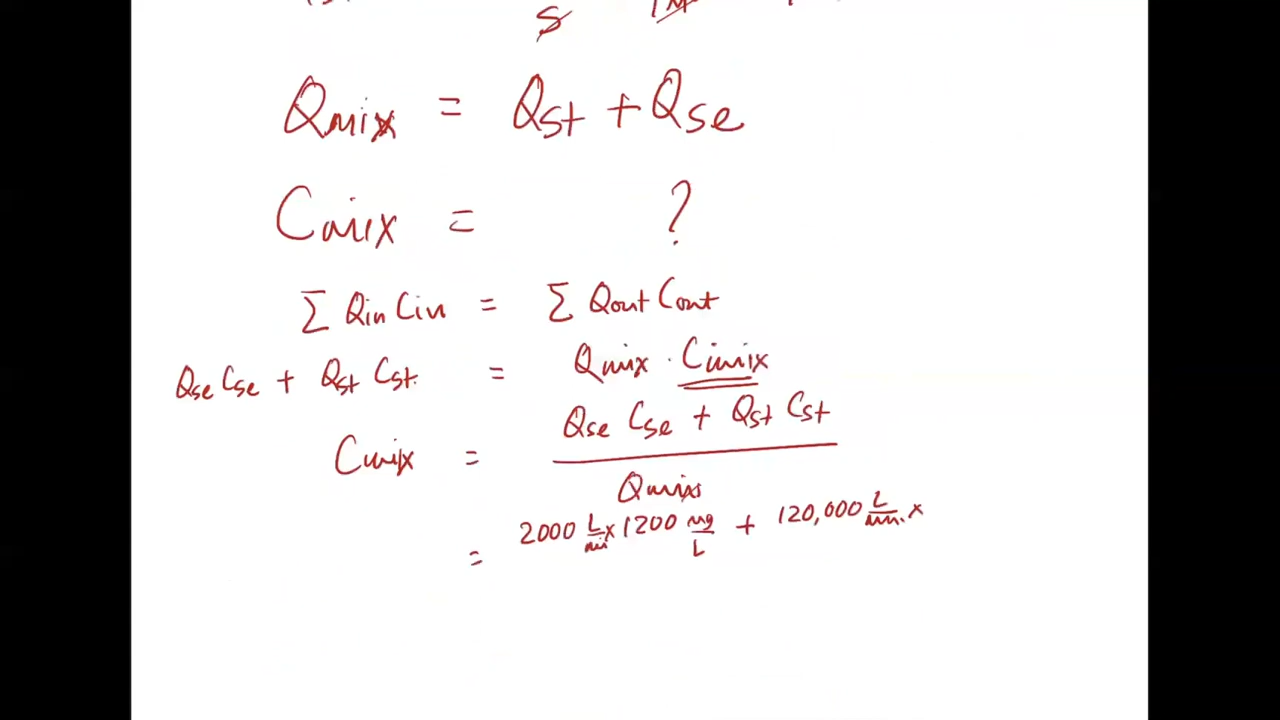 S
Qmix = Qst + Qse
Cmix = ?
Σ Qin Cin = Σ Qout Cout
Qse Cse + Qst Cst = Qmix · Cmix
Cmix = Qse Cse + Qst Cst
Qmix
= 2000 L/min x 1200 mg/L + 120,000 L/min. x